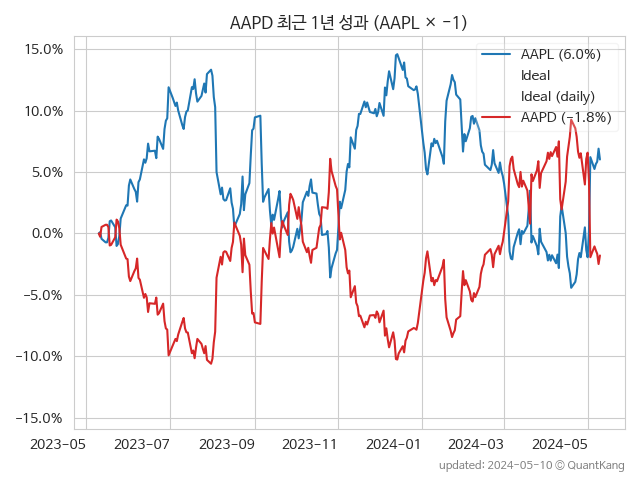 AAPD 최근 1년 성과 (AAPL × −1)
AAPL (6.0%)
Ideal
Ideal (daily)
AAPD (−1.8%)
15.0%
10.0%
5.0%
0.0%
−5.0%
−10.0%
−15.0%
2023-05 2023-07 2023-09 2023-11 2024-01 2024-03 2024-05
updated: 2024-05-10 © QuantKang